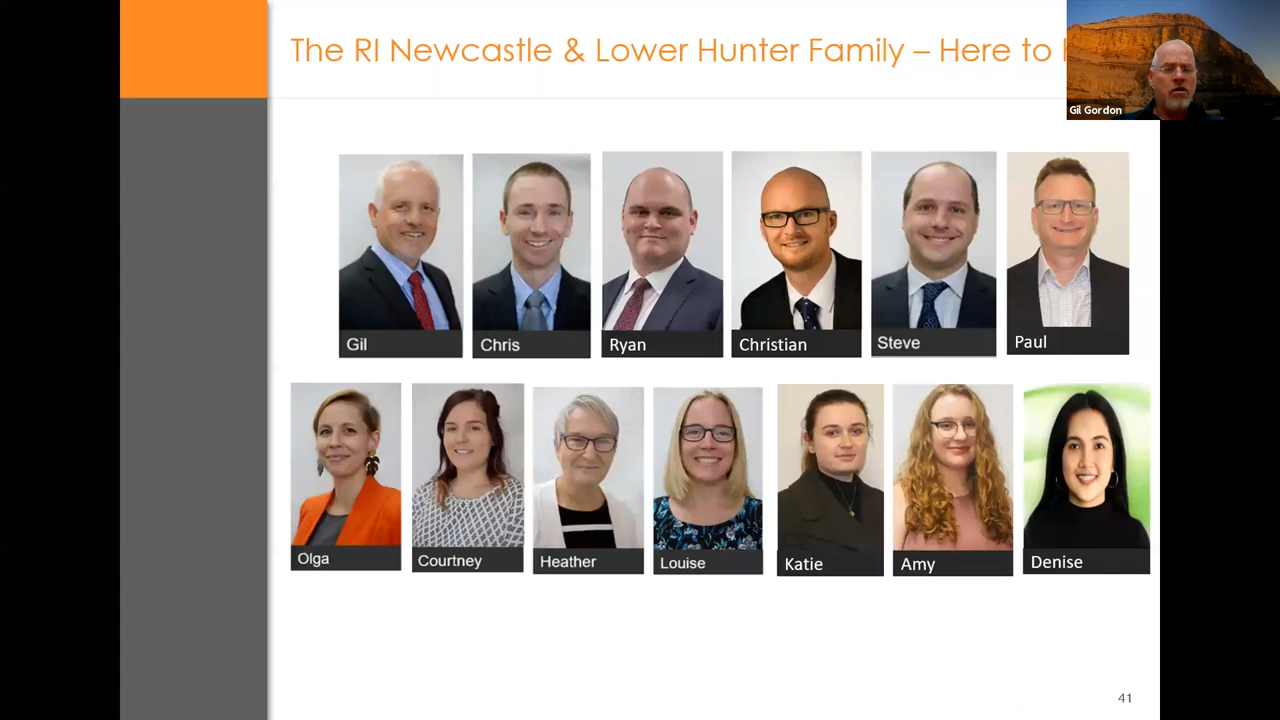 The RI Newcastle & Lower Hunter Family – Here to
Gil Gordon
Gil
Chris
Ryan
Christian
Steve
Paul
Olga
Courtney
Heather
Louise
Katie
Amy
Denise
41